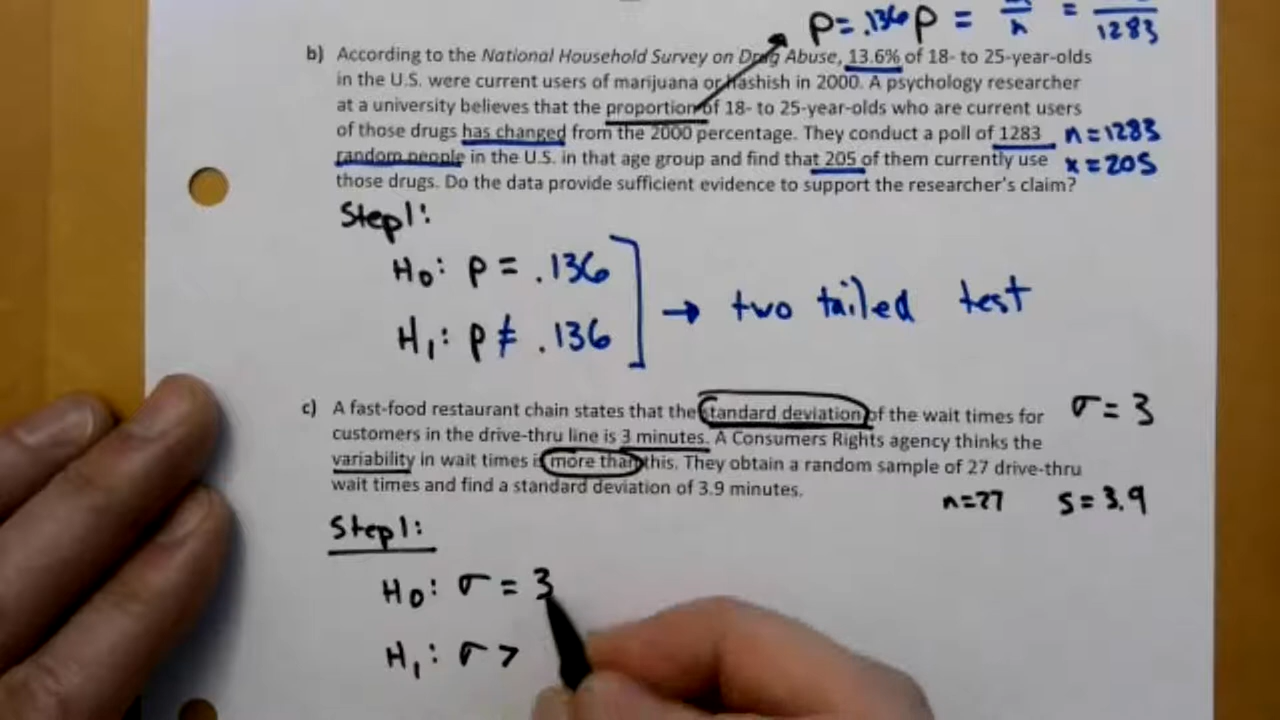 p = .136 p = — =
n 1283
b) According to the National Household Survey on Drug Abuse, 13.6% of 18- to 25-year-olds
in the U.S. were current users of marijuana or hashish in 2000. A psychology researcher
at a university believes that the proportion of 18- to 25-year-olds who are current users
of those drugs has changed from the 2000 percentage. They conduct a poll of 1283 n=1283
random people in the U.S. in that age group and find that 205 of them currently use x=205
those drugs. Do the data provide sufficient evidence to support the researcher's claim?
Step 1:
H₀: p = .136
→ two tailed test
H₁: p ≠ .136
c) A fast-food restaurant chain states that the standard deviation of the wait times for σ = 3
customers in the drive-thru line is 3 minutes. A Consumers Rights agency thinks the
variability in wait times is more than this. They obtain a random sample of 27 drive-thru
wait times and find a standard deviation of 3.9 minutes. n=27 s=3.9
Step 1:
H₀: σ = 3
H₁: σ >